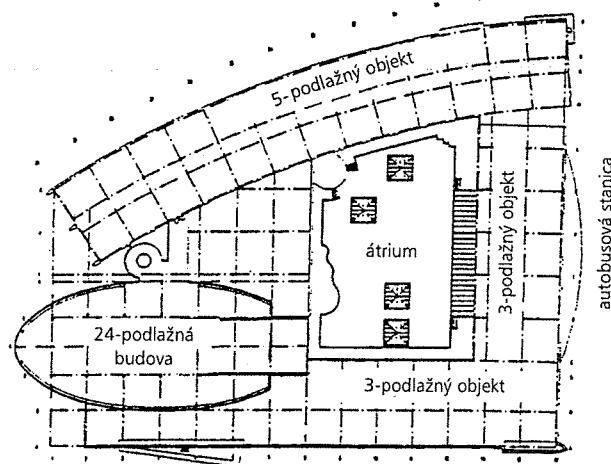 5-podlažný objekt
átrium
3-podlažný objekt
autobusová stanica
24-podlažná
budova
3-podlažný objekt